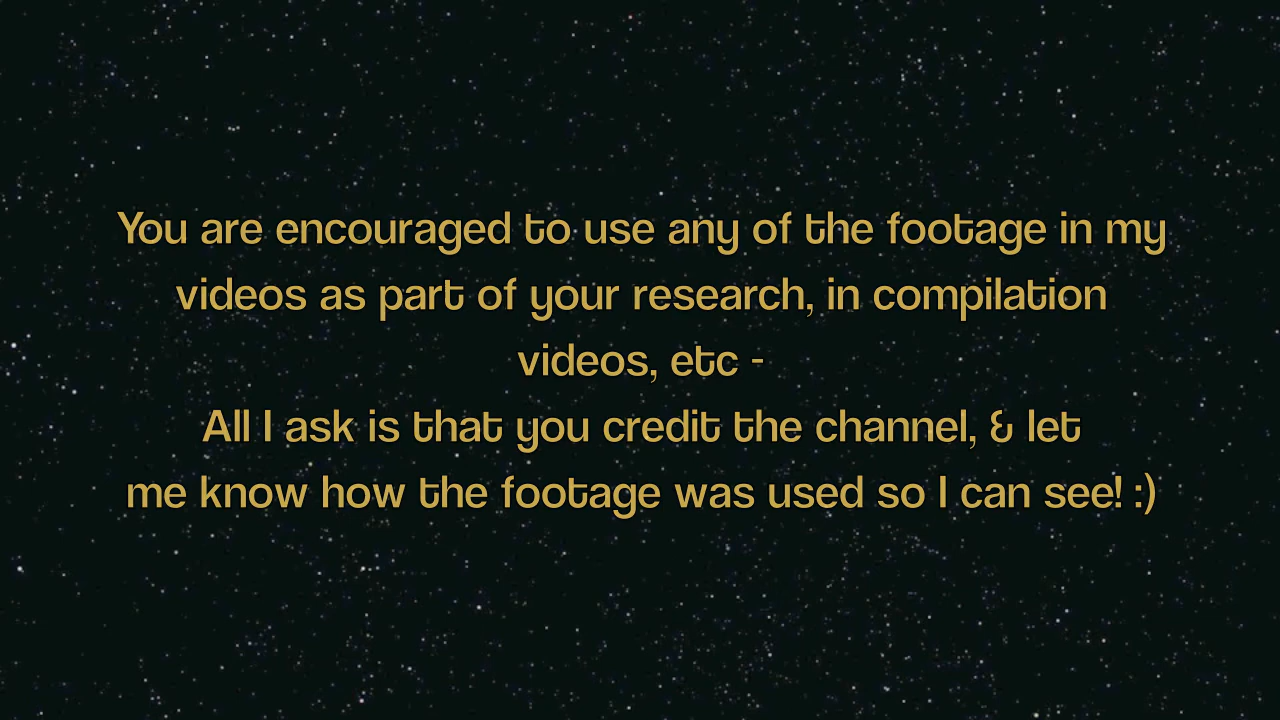 You are encouraged to use any of the footage in my
videos as part of your research, in compilation
videos, etc -
All I ask is that you credit the channel, & let
me know how the footage was used so I can see! :)